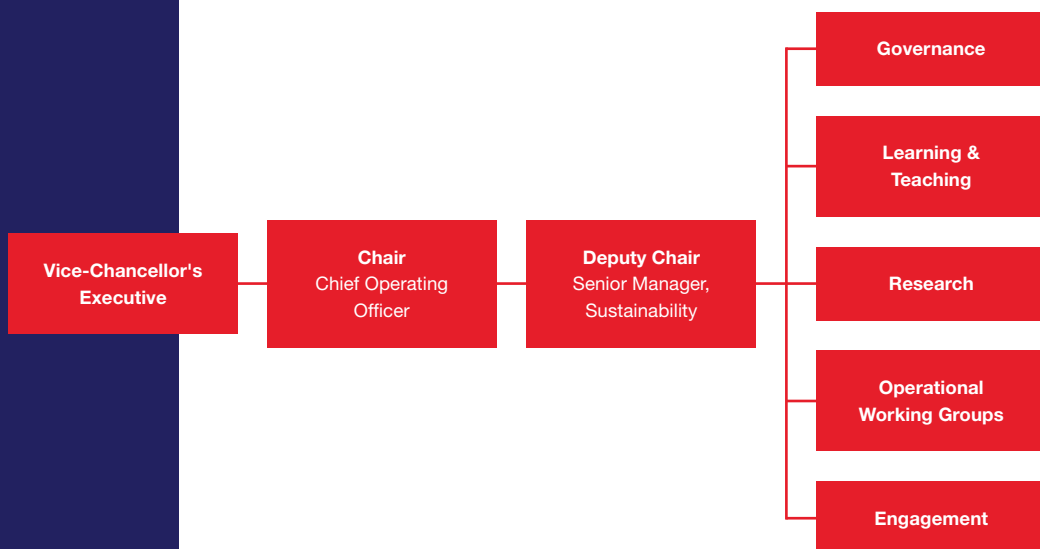 Vice-Chancellor's
Executive
Chair
Chief Operating
Officer
Deputy Chair
Senior Manager,
Sustainability
Governance
Learning &
Teaching
Research
Operational
Working Groups
Engagement